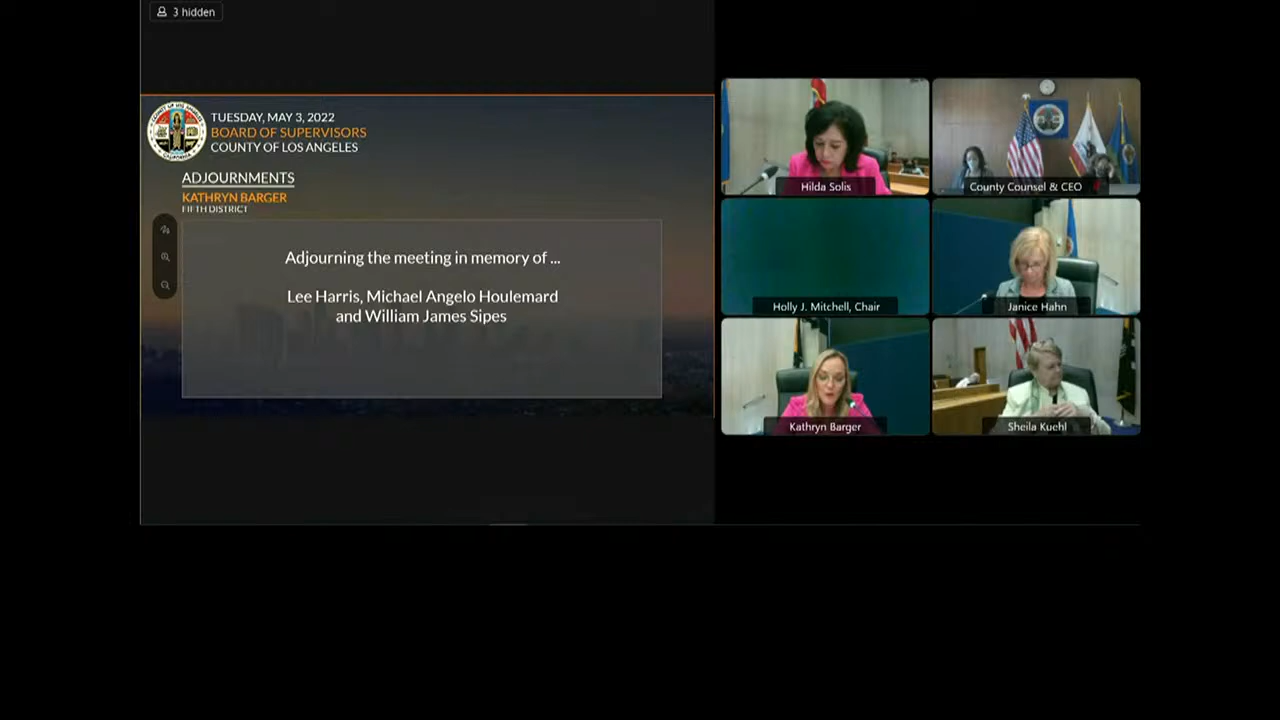 3 hidden
TUESDAY, MAY 3, 2022
BOARD OF SUPERVISORS
COUNTY OF LOS ANGELES
ADJOURNMENTS
KATHRYN BARGER
FIFTH DISTRICT
Adjourning the meeting in memory of ...
Lee Harris, Michael Angelo Houlemard
and William James Sipes
Hilda Solis
County Counsel & CEO
Holly J. Mitchell, Chair
Janice Hahn
Kathryn Barger
Sheila Kuehl